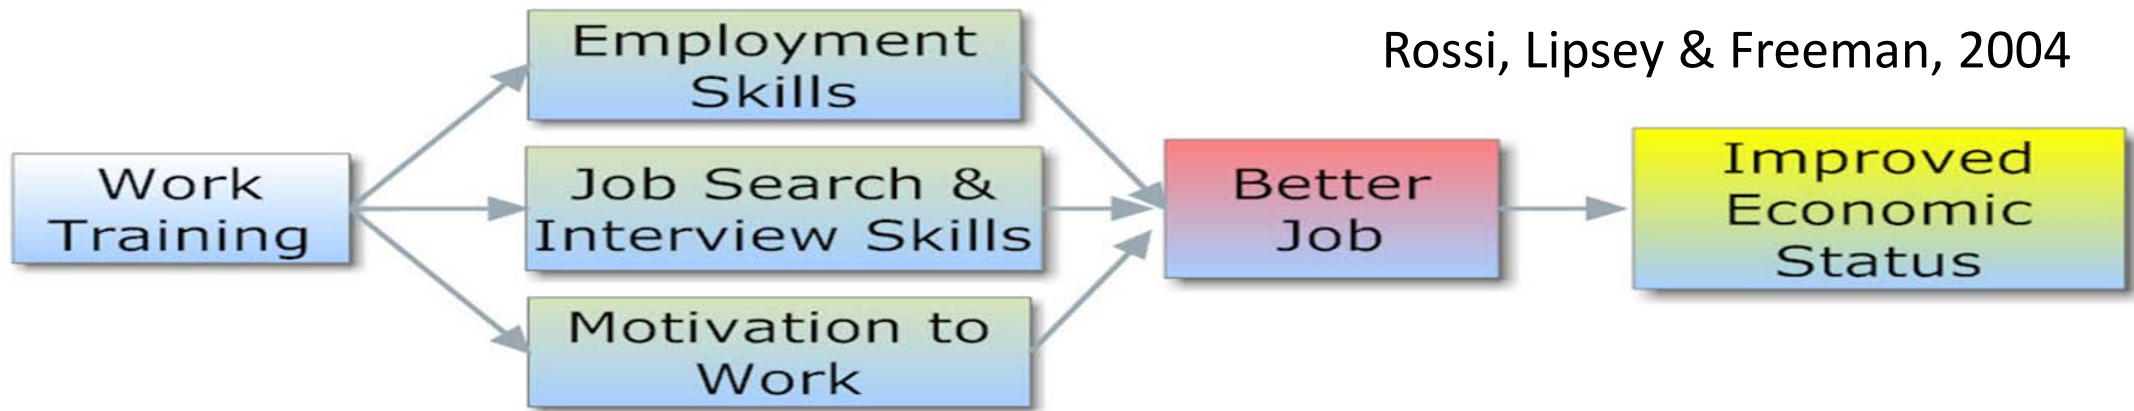 Rossi, Lipsey & Freeman, 2004
Work
Training
Employment
Skills
Job Search &
Interview Skills
Motivation to
Work
Better
Job
Improved
Economic
Status